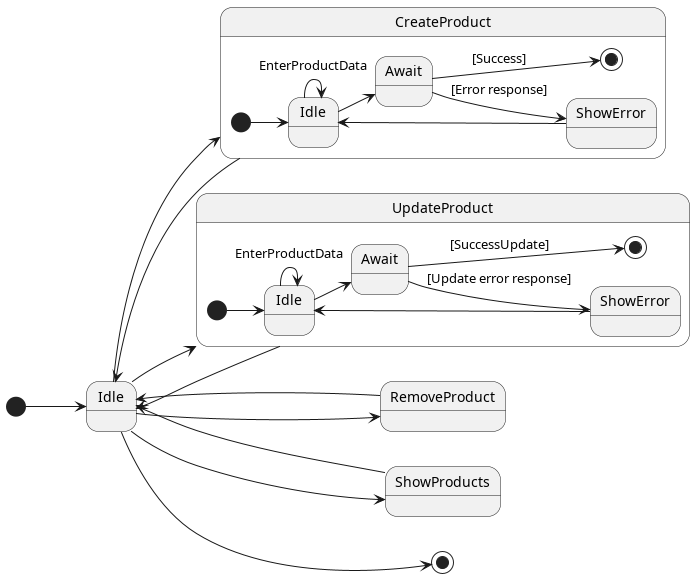 CreateProduct
EnterProductData
Await
[Success]
[Error response]
Idle
ShowError
UpdateProduct
EnterProductData
Await
[SuccessUpdate]
[Update error response]
Idle
ShowError
Idle
RemoveProduct
ShowProducts